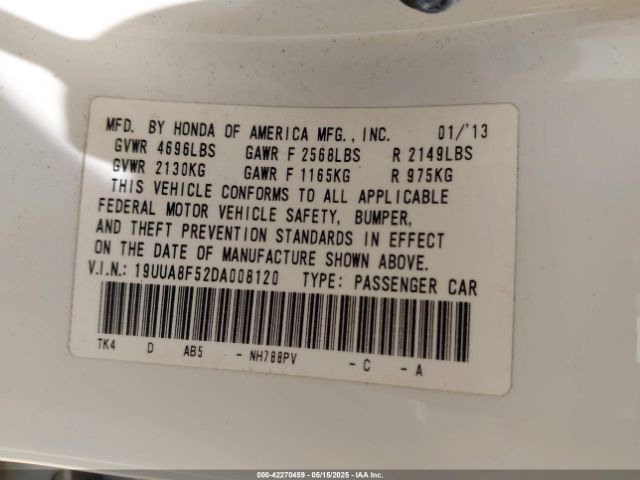 MFD. BY HONDA OF AMERICA MFG., INC. 01/'13
GVWR 4696LBS GAWR F 2568LBS R 2149LBS
GVWR 2130KG GAWR F 1165KG R 975KG
THIS VEHICLE CONFORMS TO ALL APPLICABLE
FEDERAL MOTOR VEHICLE SAFETY, BUMPER,
AND THEFT PREVENTION STANDARDS IN EFFECT
ON THE DATE OF MANUFACTURE SHOWN ABOVE.
V.I.N.: 19UUA8F52DA008120 TYPE: PASSENGER CAR
TK4 D AB5 - NH788PV - C - A
000-42270459 - 05/15/2025 - IAA Inc.